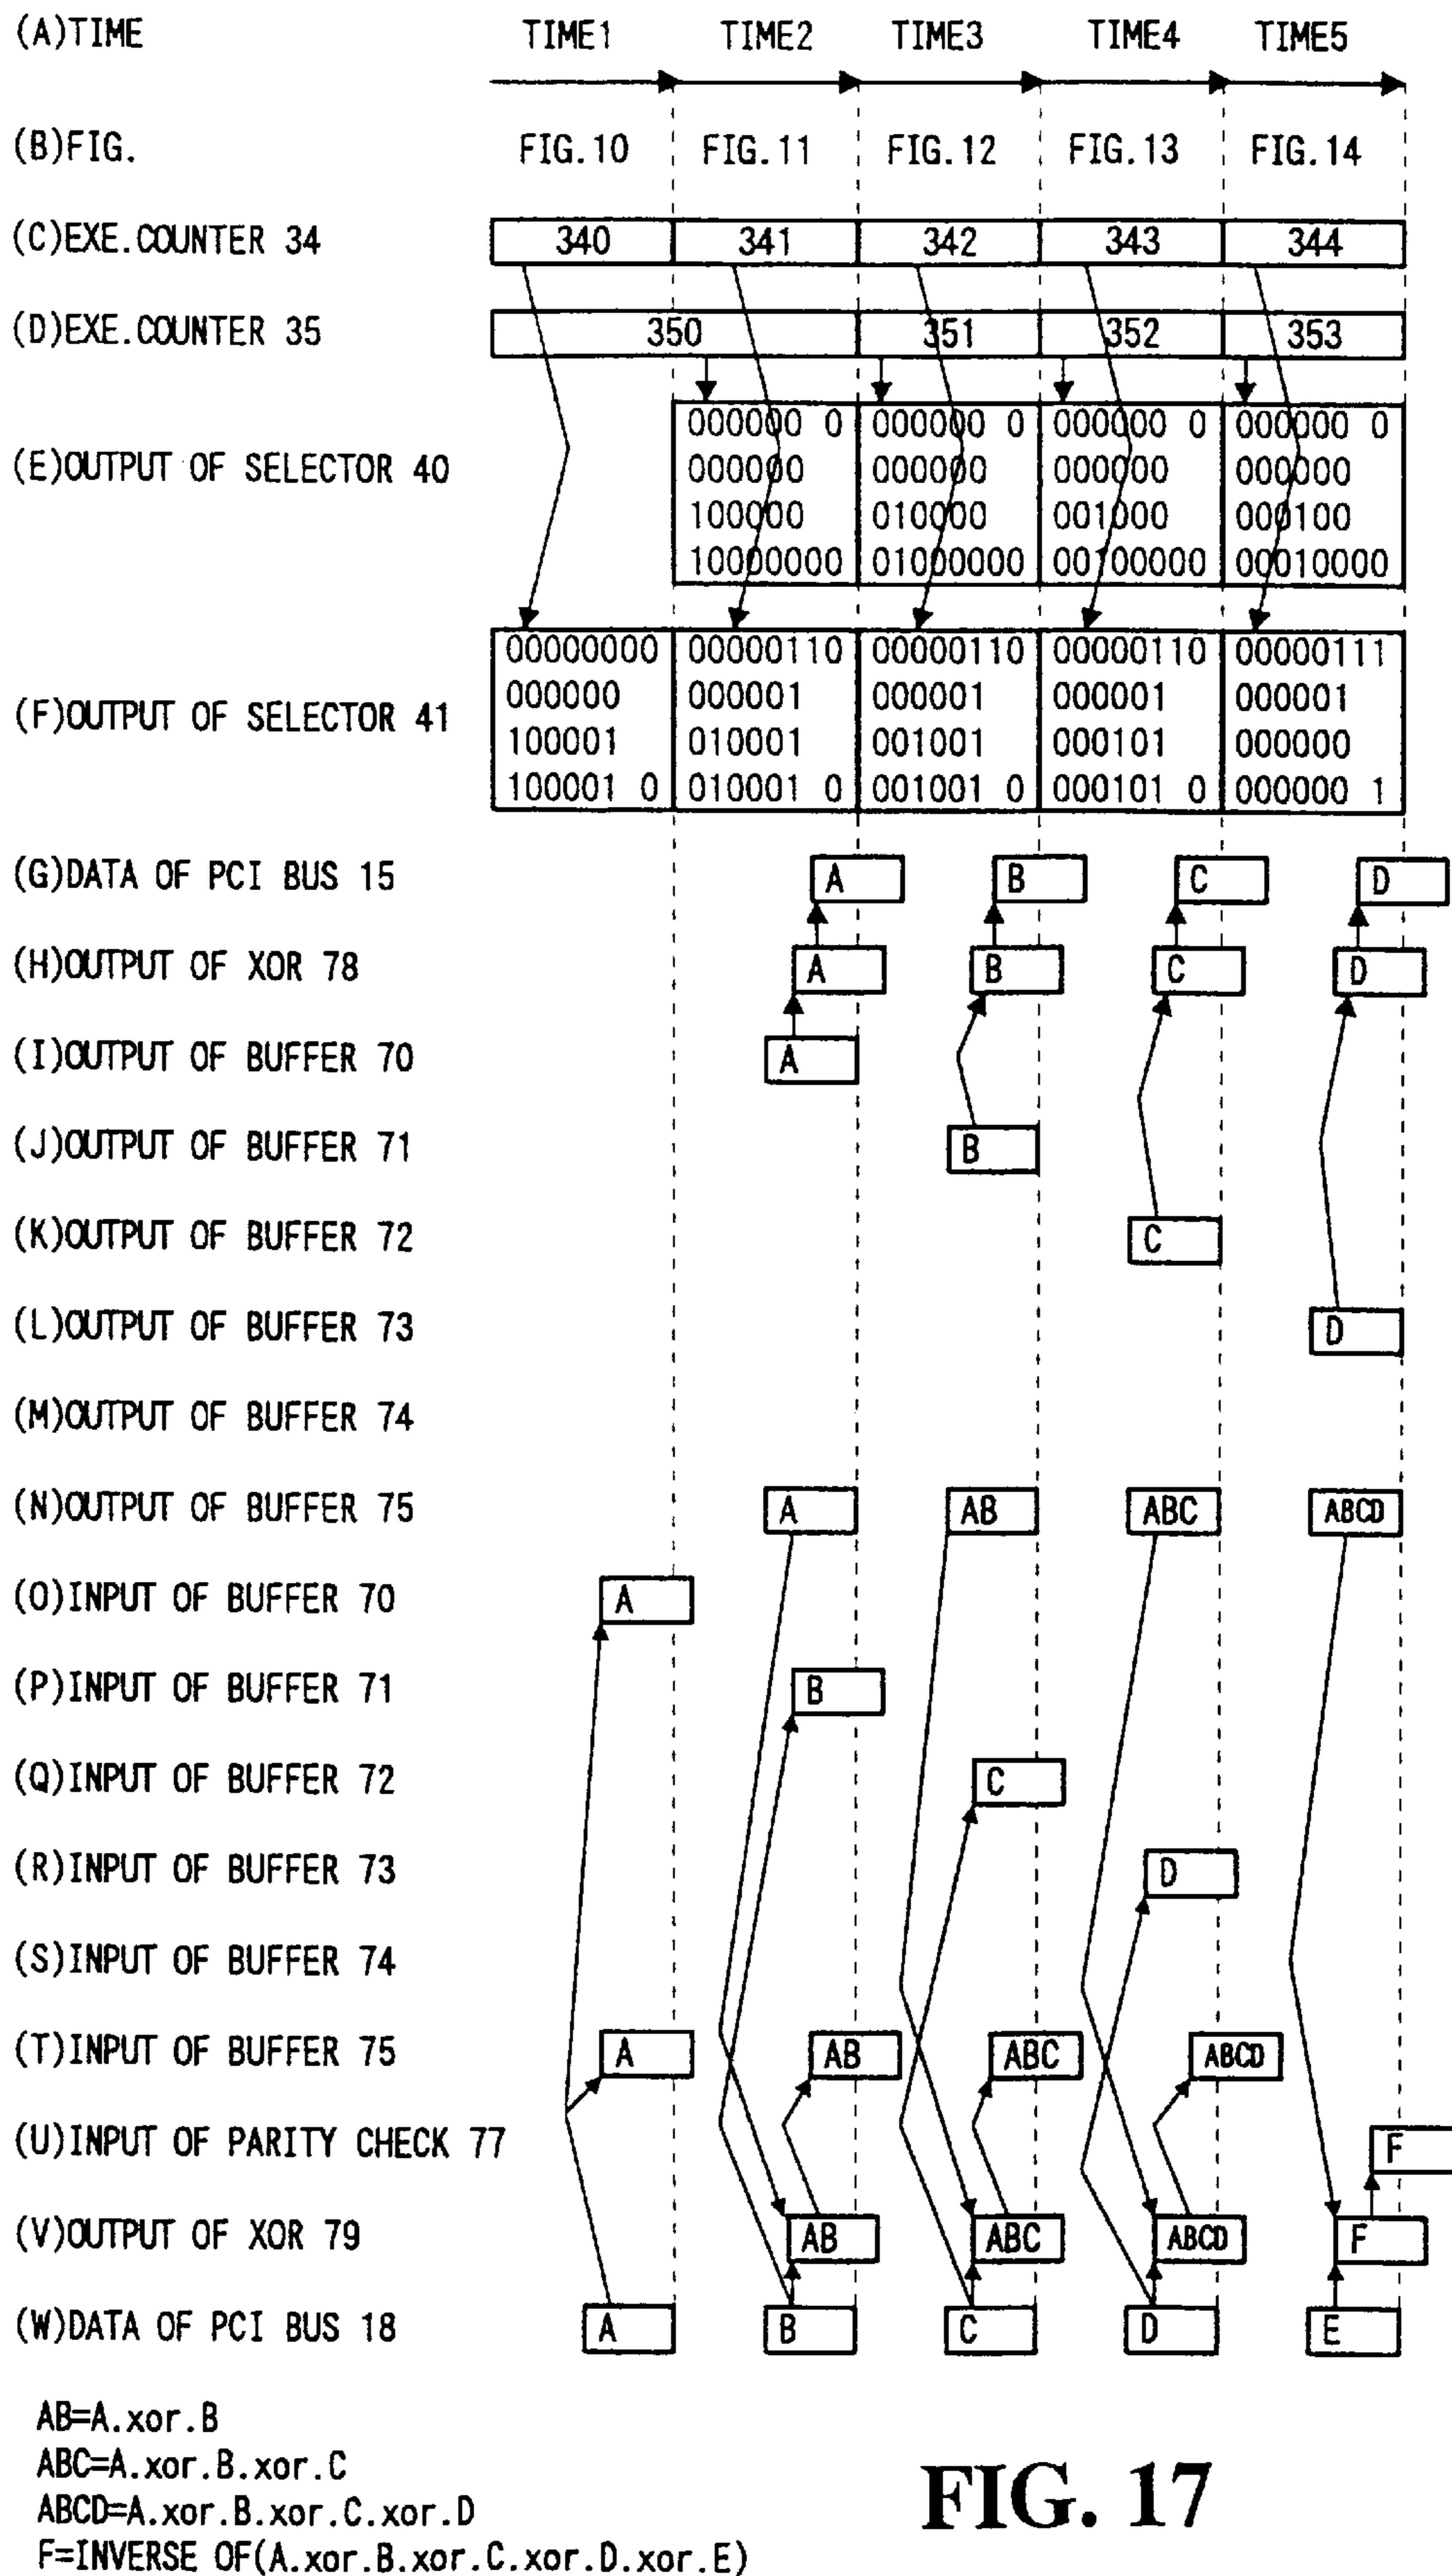 (A)TIME TIME1 TIME2 TIME3 TIME4 TIME5
(B)FIG. FIG.10 FIG.11 FIG.12 FIG.13 FIG.14
(C)EXE.COUNTER 34 340 341 342 343 344
(D)EXE.COUNTER 35 350 351 352 353
(E)OUTPUT OF SELECTOR 40
000000 0 000000 0 000000 0 000000 0
000000 000000 000000 000000
100000 010000 001000 000100
10000000 01000000 00100000 00010000
(F)OUTPUT OF SELECTOR 41
00000000 00000110 00000110 00000110 00000111
000000 000001 000001 000001 000001
100001 010001 001001 000101 000000
100001 0 010001 0 001001 0 000101 0 000000 1
(G)DATA OF PCI BUS 15 A B C D
(H)OUTPUT OF XOR 78 A B C D
(I)OUTPUT OF BUFFER 70 A
(J)OUTPUT OF BUFFER 71 B
(K)OUTPUT OF BUFFER 72 C
(L)OUTPUT OF BUFFER 73 D
(M)OUTPUT OF BUFFER 74
(N)OUTPUT OF BUFFER 75 A AB ABC ABCD
(O)INPUT OF BUFFER 70 A
(P)INPUT OF BUFFER 71 B
(Q)INPUT OF BUFFER 72 C
(R)INPUT OF BUFFER 73 D
(S)INPUT OF BUFFER 74
(T)INPUT OF BUFFER 75 A AB ABC ABCD
(U)INPUT OF PARITY CHECK 77 F
(V)OUTPUT OF XOR 79 AB ABC ABCD F
(W)DATA OF PCI BUS 18 A B C D E
AB=A.xor.B
ABC=A.xor.B.xor.C
ABCD=A.xor.B.xor.C.xor.D
F=INVERSE OF(A.xor.B.xor.C.xor.D.xor.E)
FIG. 17